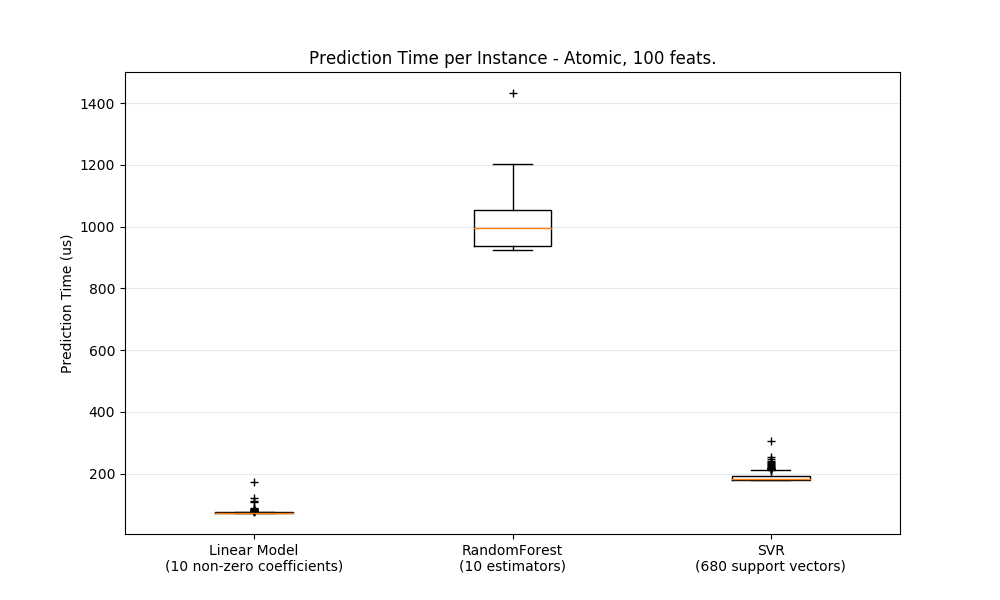 Prediction Time per Instance - Atomic, 100 feats.
1400
1200
1000
800
600
400
200
Prediction Time (us)
Linear Model
(10 non-zero coefficients)
RandomForest
(10 estimators)
SVR
(680 support vectors)